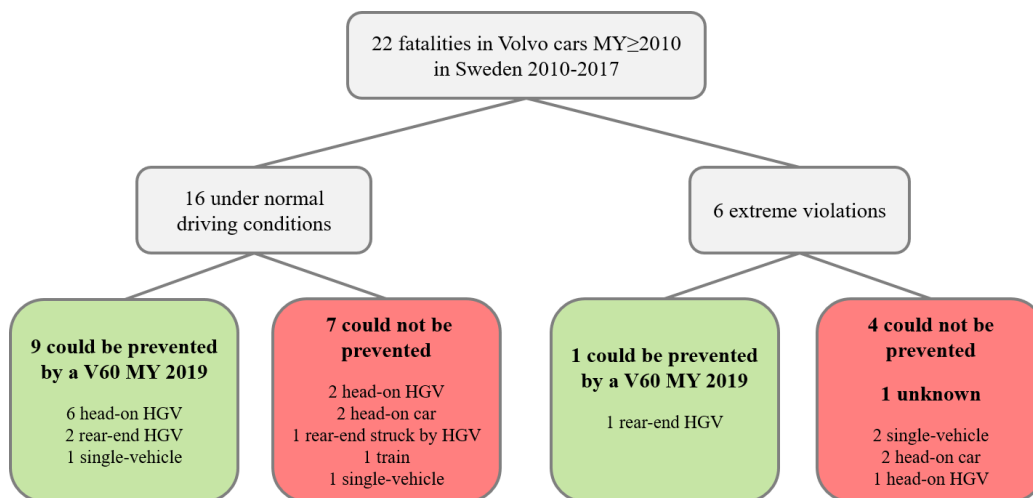 22 fatalities in Volvo cars MY≥2010
in Sweden 2010-2017
16 under normal
driving conditions
6 extreme violations
9 could be prevented
by a V60 MY 2019
6 head-on HGV
2 rear-end HGV
1 single-vehicle
7 could not be
prevented
2 head-on HGV
2 head-on car
1 rear-end struck by HGV
1 train
1 single-vehicle
1 could be prevented
by a V60 MY 2019
1 rear-end HGV
4 could not be
prevented
1 unknown
2 single-vehicle
2 head-on car
1 head-on HGV